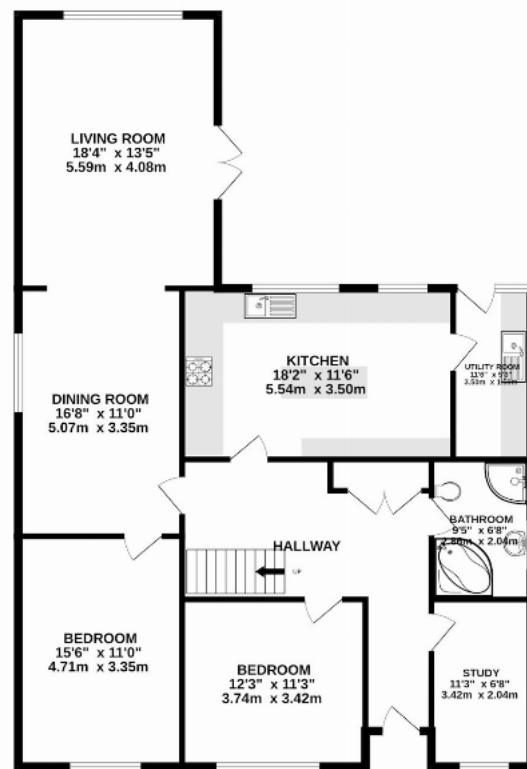 LIVING ROOM
18'4" x 13'5"
5.59m x 4.08m
KITCHEN
18'2" x 11'6"
5.54m x 3.50m
UTILITY ROOM
DINING ROOM
16'8" x 11'0"
5.07m x 3.35m
BATHROOM
9'5" x 6'8"
2.86m x 2.04m
HALLWAY
UP
BEDROOM
15'6" x 11'0"
4.71m x 3.35m
BEDROOM
12'3" x 11'3"
3.74m x 3.42m
STUDY
11'3" x 6'8"
3.42m x 2.04m